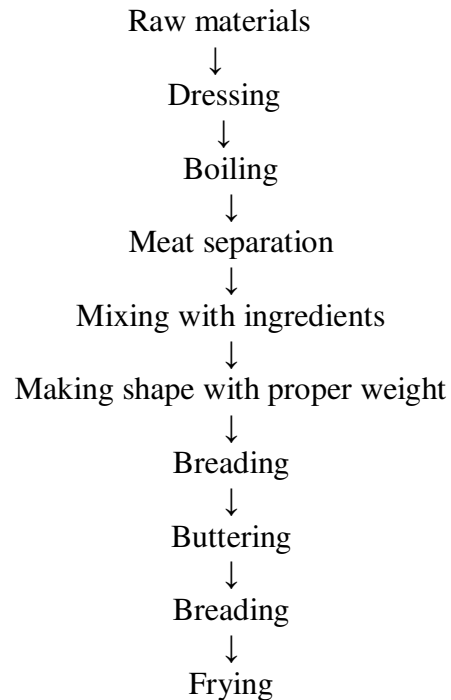 Raw materials
↓
Dressing
↓
Boiling
↓
Meat separation
↓
Mixing with ingredients
↓
Making shape with proper weight
↓
Breading
↓
Buttering
↓
Breading
↓
Frying